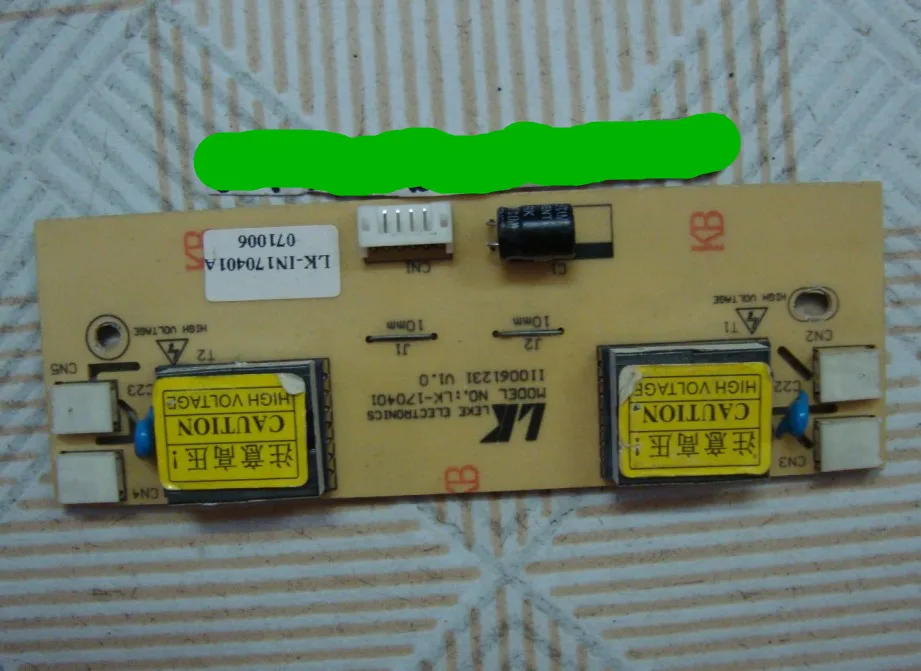 KB
CN3
CN4
注意高压!
CAUTION
HIGH VOLTAGE
C22
CN2
LK
LEKE ELECTRONICS
MODEL NO.:LK-170401
110061231 V1.0
注意高压!
CAUTION
HIGH VOLTAGE
C23
CN5
T1
HIGH VOLTAGE
J2
10mm
J1
10mm
T2
HIGH VOLTAGE
KB
C1
CN1
LK-IN170401A
071006
KB